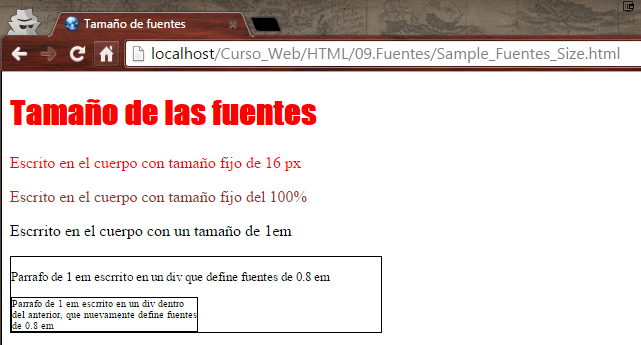 Tamaño de fuentes
localhost/Curso_Web/HTML/09.Fuentes/Sample_Fuentes_Size.html
Tamaño de las fuentes
Escrito en el cuerpo con tamaño fijo de 16 px
Escrito en el cuerpo con tamaño fijo del 100%
Escrrito en el cuerpo con un tamaño de 1em
Parrafo de 1 em escrrito en un div que define fuentes de 0.8 em
Parrafo de 1 em escrrito en un div dentro
del anterior, que nuevamente define fuentes
de 0.8 em